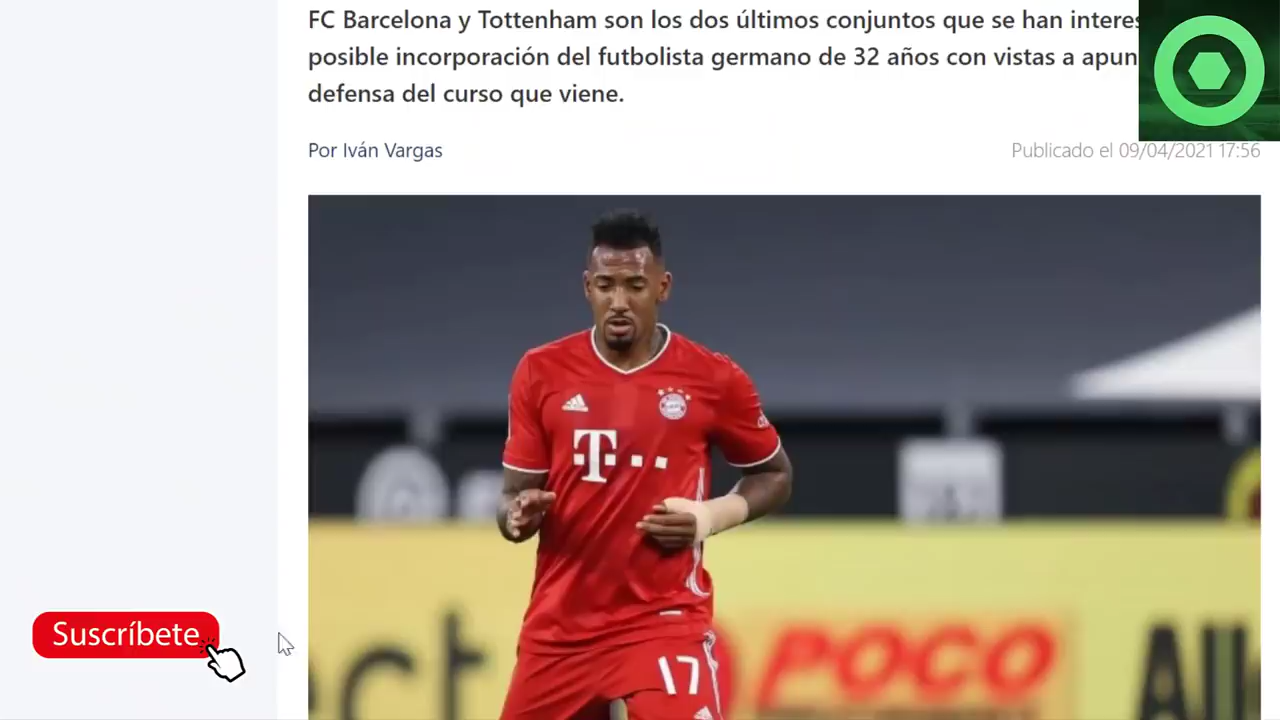 FC Barcelona y Tottenham son los dos últimos conjuntos que se han
posible incorporación del futbolista germano de 32 años con vistas a
defensa del curso que viene.
Por Iván Vargas
Publicado el 09/04/2021 17:56
T
17
POCO
Suscríbete